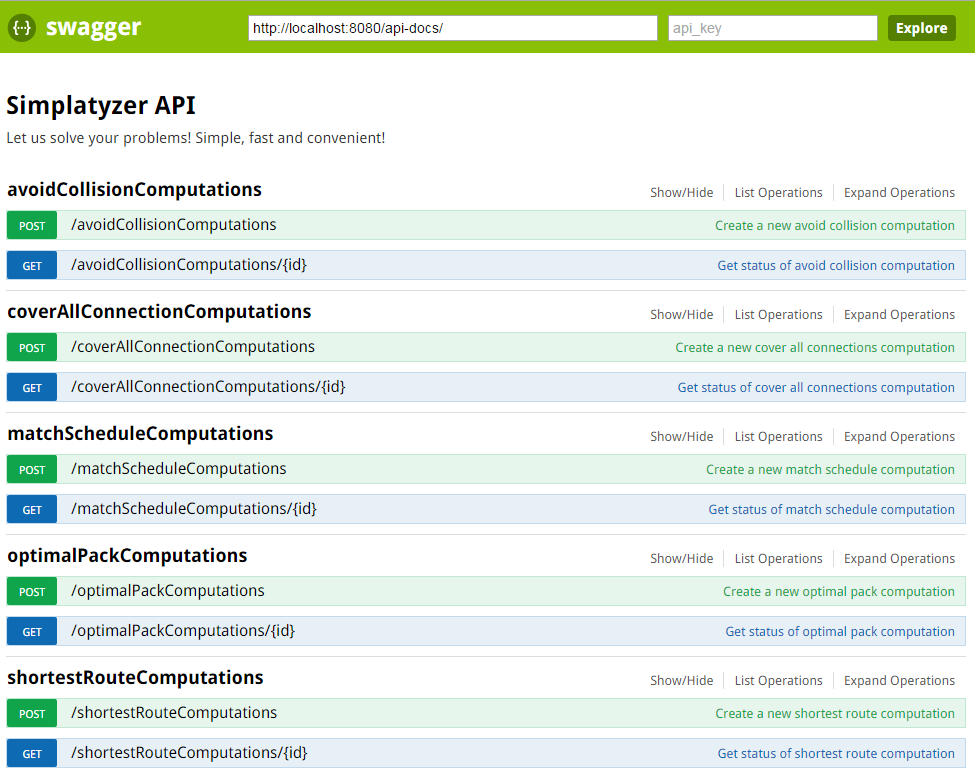 {··} swagger http://localhost:8080/api-docs/ api_key Explore
Simplatyzer API
Let us solve your problems! Simple, fast and convenient!
avoidCollisionComputations Show/Hide List Operations Expand Operations
POST /avoidCollisionComputations Create a new avoid collision computation
GET /avoidCollisionComputations/{id} Get status of avoid collision computation
coverAllConnectionComputations Show/Hide List Operations Expand Operations
POST /coverAllConnectionComputations Create a new cover all connections computation
GET /coverAllConnectionComputations/{id} Get status of cover all connections computation
matchScheduleComputations Show/Hide List Operations Expand Operations
POST /matchScheduleComputations Create a new match schedule computation
GET /matchScheduleComputations/{id} Get status of match schedule computation
optimalPackComputations Show/Hide List Operations Expand Operations
POST /optimalPackComputations Create a new optimal pack computation
GET /optimalPackComputations/{id} Get status of optimal pack computation
shortestRouteComputations Show/Hide List Operations Expand Operations
POST /shortestRouteComputations Create a new shortest route computation
GET /shortestRouteComputations/{id} Get status of shortest route computation